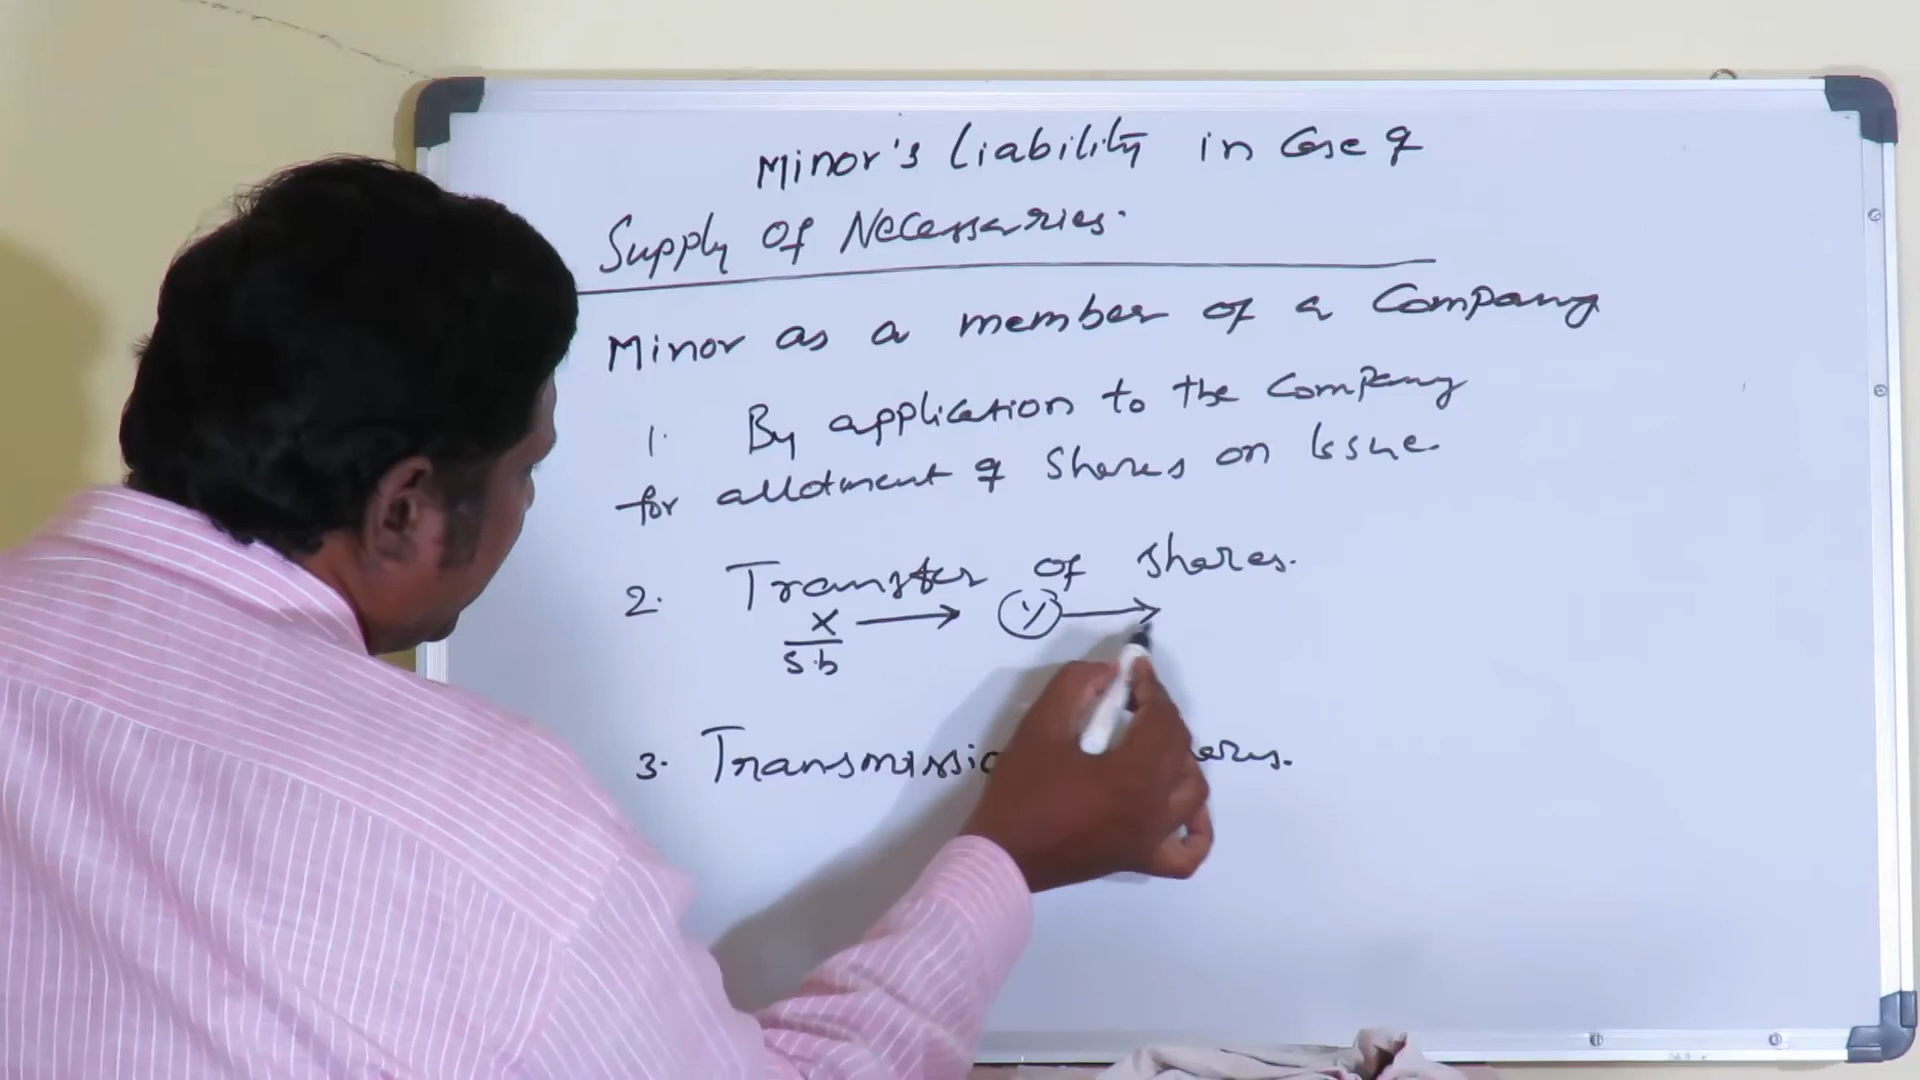 Minor's Liability in Case of
Supply Of Necessaries.
Minor as a member of a Company
1. By application to the Company
for allotment of Shares on Issue.
2. Transfer of shares.
X → Y →
S.b
3. Transmissio